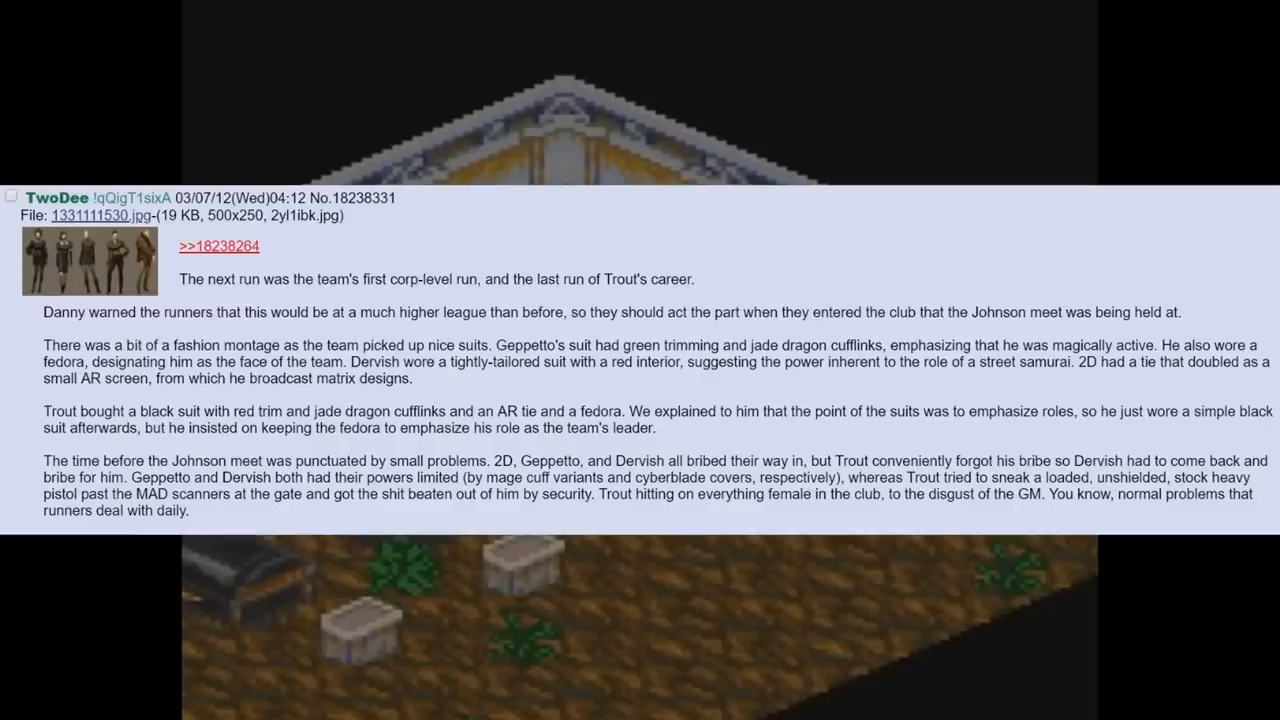 TwoDee !qQigT1sixA 03/07/12(Wed)04:12 No.18238331
File: 1331111530.jpg-(19 KB, 500x250, 2yl1ibk.jpg)
>>18238264
The next run was the team's first corp-level run, and the last run of Trout's career.
Danny warned the runners that this would be at a much higher league than before, so they should act the part when they entered the club that the Johnson meet was being held at.
There was a bit of a fashion montage as the team picked up nice suits. Geppetto's suit had green trimming and jade dragon cufflinks, emphasizing that he was magically active. He also wore a
fedora, designating him as the face of the team. Dervish wore a tightly-tailored suit with a red interior, suggesting the power inherent to the role of a street samurai. 2D had a tie that doubled as a
small AR screen, from which he broadcast matrix designs.
Trout bought a black suit with red trim and jade dragon cufflinks and an AR tie and a fedora. We explained to him that the point of the suits was to emphasize roles, so he just wore a simple black
suit afterwards, but he insisted on keeping the fedora to emphasize his role as the team's leader.
The time before the Johnson meet was punctuated by small problems. 2D, Geppetto, and Dervish all bribed their way in, but Trout conveniently forgot his bribe so Dervish had to come back and
bribe for him. Geppetto and Dervish both had their powers limited (by mage cuff variants and cyberblade covers, respectively), whereas Trout tried to sneak a loaded, unshielded, stock heavy
pistol past the MAD scanners at the gate and got the shit beaten out of him by security. Trout hitting on everything female in the club, to the disgust of the GM. You know, normal problems that
runners deal with daily.